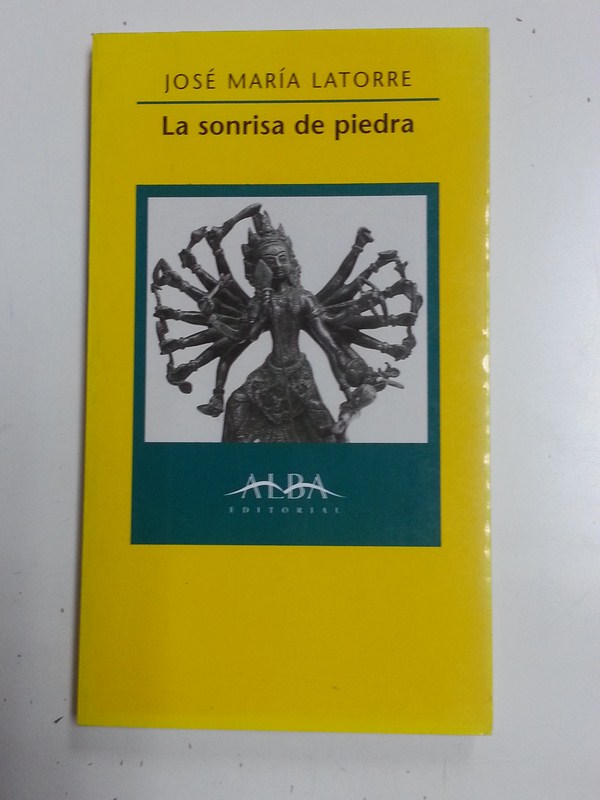 JOSÉ MARÍA LATORRE
La sonrisa de piedra
ALBA
EDITORIAL